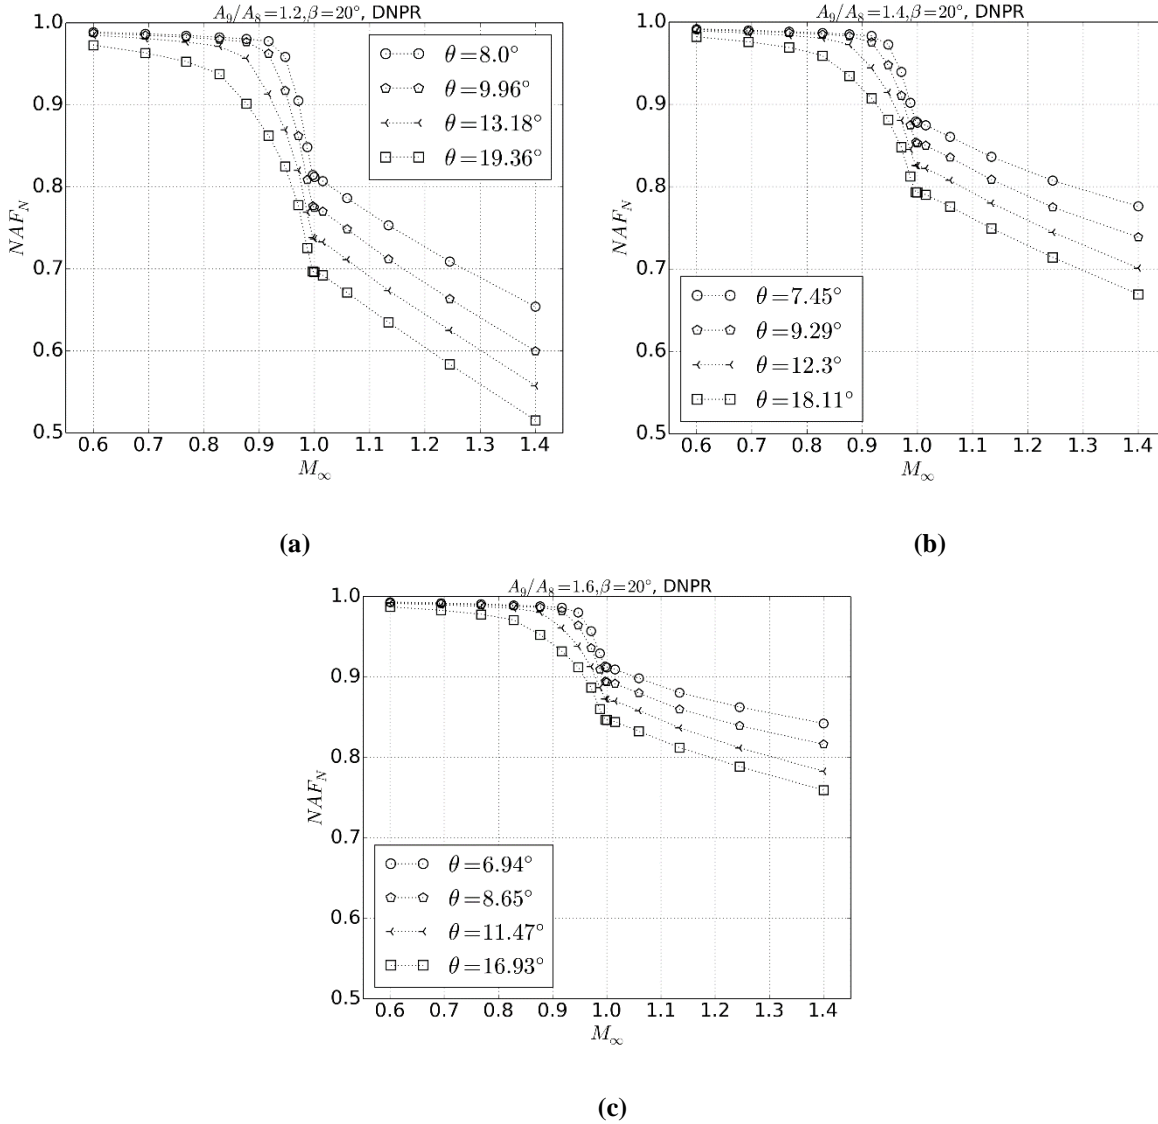 A₉/A₈=1.2,β=20°, DNPR
1.0
0.9
0.8
0.7
0.6
0.5
NAF_N
θ=8.0°
θ=9.96°
θ=13.18°
θ=19.36°
0.6 0.7 0.8 0.9 1.0 1.1 1.2 1.3 1.4
M∞
(a)
A₉/A₈=1.4,β=20°, DNPR
1.0
0.9
0.8
0.7
0.6
0.5
NAF_N
θ=7.45°
θ=9.29°
θ=12.3°
θ=18.11°
0.6 0.7 0.8 0.9 1.0 1.1 1.2 1.3 1.4
M∞
(b)
A₉/A₈=1.6,β=20°, DNPR
1.0
0.9
0.8
0.7
0.6
0.5
NAF_N
θ=6.94°
θ=8.65°
θ=11.47°
θ=16.93°
0.6 0.7 0.8 0.9 1.0 1.1 1.2 1.3 1.4
M∞
(c)